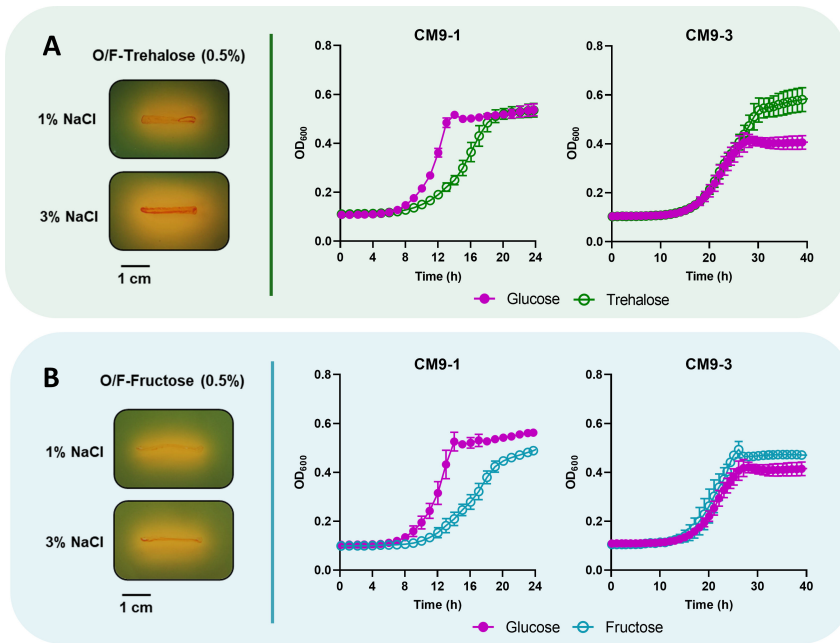 A
O/F-Trehalose (0.5%)
1% NaCl
3% NaCl
1 cm
CM9-1
0.8
0.6
0.4
0.2
0.0
OD600
0
4
8
12
16
20
24
Time (h)
CM9-3
0.8
0.6
0.4
0.2
0.0
OD600
0
10
20
30
40
Time (h)
Glucose
Trehalose
B
O/F-Fructose (0.5%)
1% NaCl
3% NaCl
1 cm
CM9-1
0.8
0.6
0.4
0.2
0.0
OD600
0
4
8
12
16
20
24
Time (h)
CM9-3
0.8
0.6
0.4
0.2
0.0
OD600
0
10
20
30
40
Time (h)
Glucose
Fructose